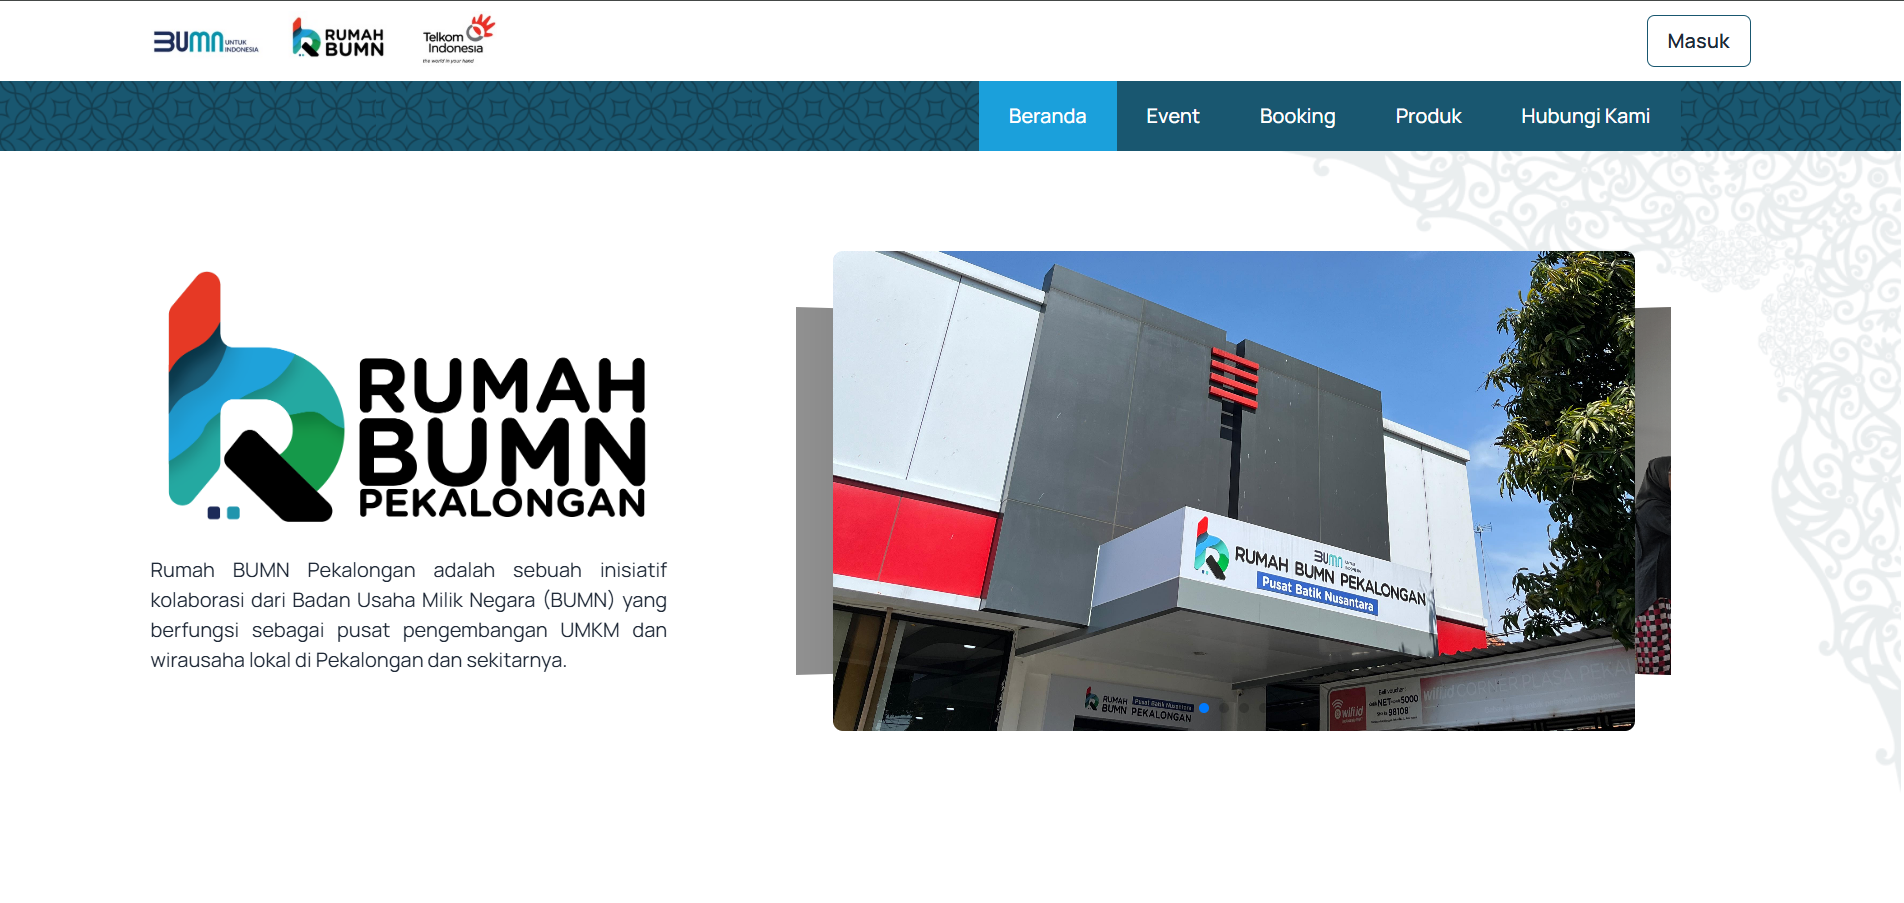 BUMN UNTUK INDONESIA
RUMAH BUMN
Telkom Indonesia
the world in your hand
Masuk
Beranda
Event
Booking
Produk
Hubungi Kami
RUMAH
BUMN
PEKALONGAN
Rumah BUMN Pekalongan adalah sebuah inisiatif
kolaborasi dari Badan Usaha Milik Negara (BUMN) yang
berfungsi sebagai pusat pengembangan UMKM dan
wirausaha lokal di Pekalongan dan sekitarnya.
BUMN UNTUK INDONESIA
RUMAH BUMN PEKALONGAN
Pusat Batik Nusantara
RUMAH Pusat Batik Nusantara
BUMN PEKALONGAN
wifi.id
5000
98108
wifi.id CORNER PLASA PEKAL